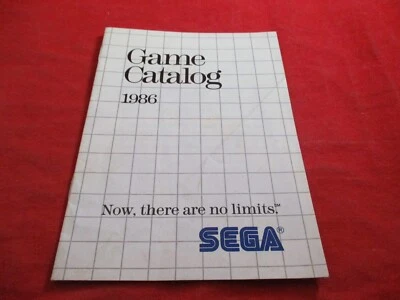 Game
Catalog
1986
Now, there are no limits.™
SEGA®